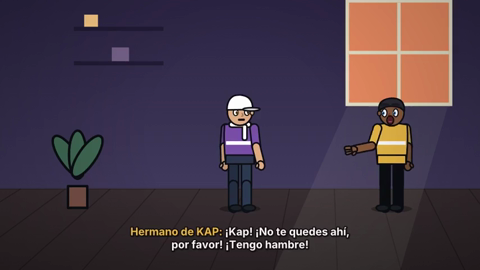 Hermano de KAP: ¡Kap! ¡No te quedes ahí,
por favor! ¡Tengo hambre!